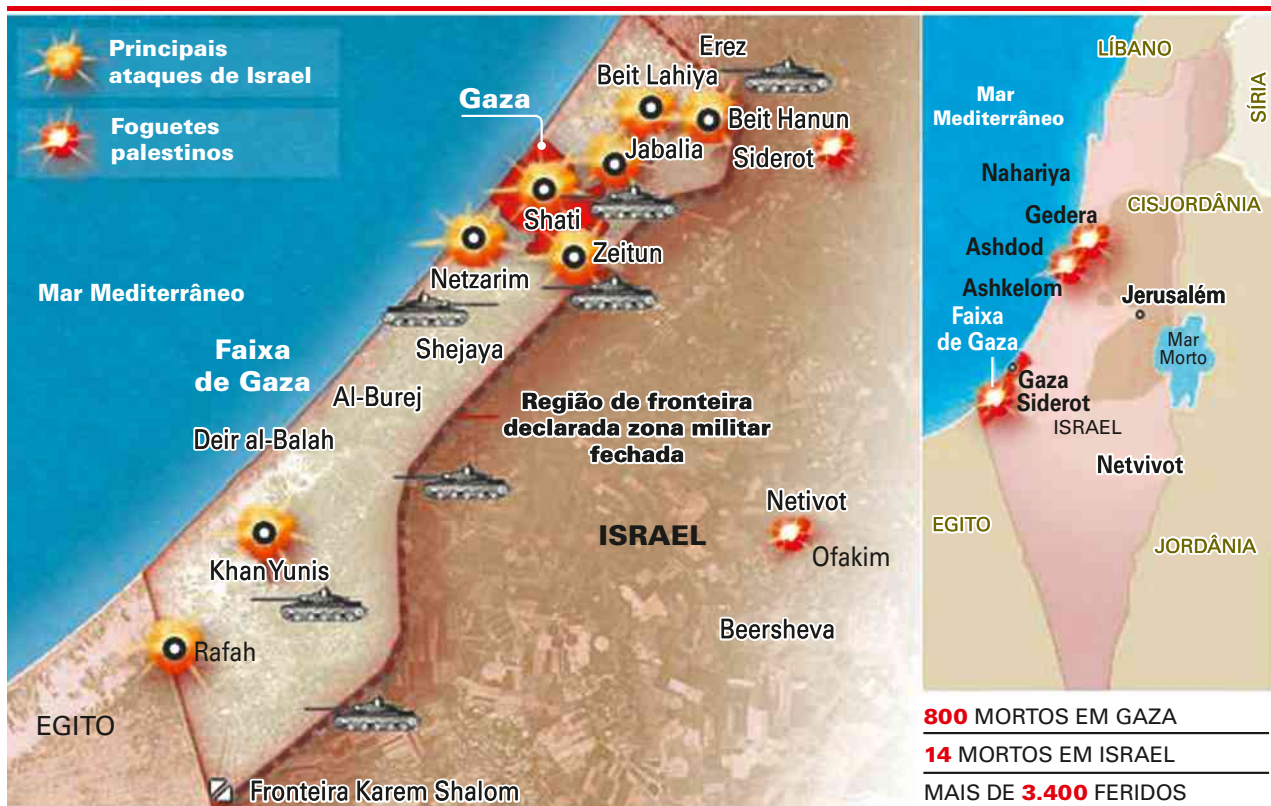 Principais
ataques de Israel
Foguetes
palestinos
Gaza
Erez
Beit Lahiya
Beit Hanun
Jabalia
Siderot
Shati
Zeitun
Netzarim
Mar Mediterrâneo
Shejaya
Faixa
de Gaza
Al-Burej
Região de fronteira
declarada zona militar
fechada
Deir al-Balah
Netivot
ISRAEL
Ofakim
Khan Yunis
Beersheva
Rafah
EGITO
Fronteira Karem Shalom
LÍBANO
SÍRIA
Mar
Mediterrâneo
Nahariya
CISJORDÂNIA
Gedera
Ashdod
Ashkelom
Jerusalém
Faixa
de Gaza
Mar
Morto
Gaza
Siderot
ISRAEL
Netvivot
EGITO
JORDÂNIA
800 MORTOS EM GAZA
14 MORTOS EM ISRAEL
MAIS DE 3.400 FERIDOS